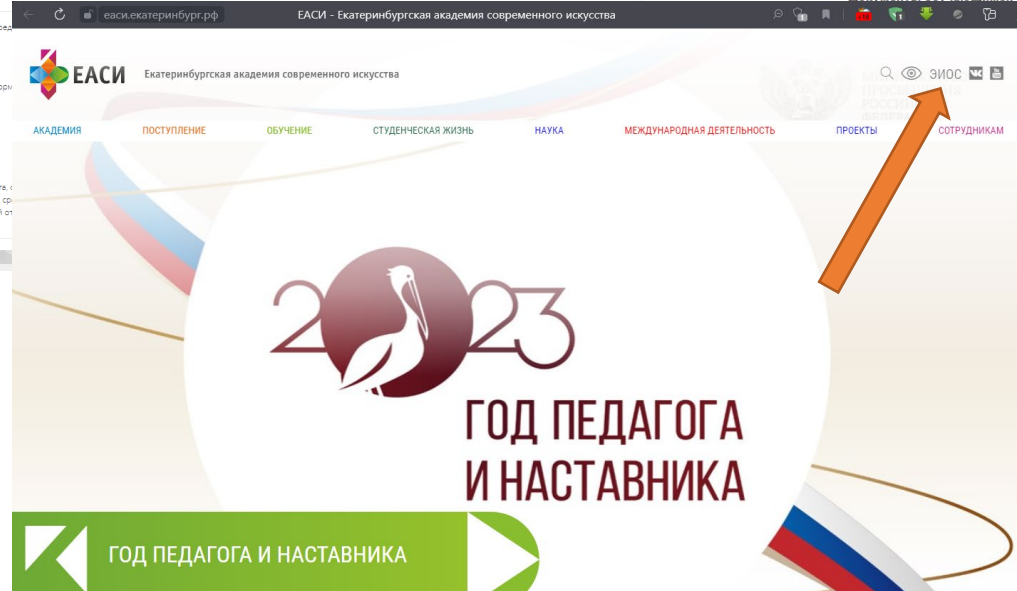 еаси.екатеринбург.рф
ЕАСИ - Екатеринбургская академия современного искусства
ЕАСИ
Екатеринбургская академия современного искусства
ЭИОС
АКАДЕМИЯ
ПОСТУПЛЕНИЕ
ОБУЧЕНИЕ
СТУДЕНЧЕСКАЯ ЖИЗНЬ
НАУКА
МЕЖДУНАРОДНАЯ ДЕЯТЕЛЬНОСТЬ
ПРОЕКТЫ
СОТРУДНИКАМ
2023
ГОД ПЕДАГОГА
И НАСТАВНИКА
ГОД ПЕДАГОГА И НАСТАВНИКА